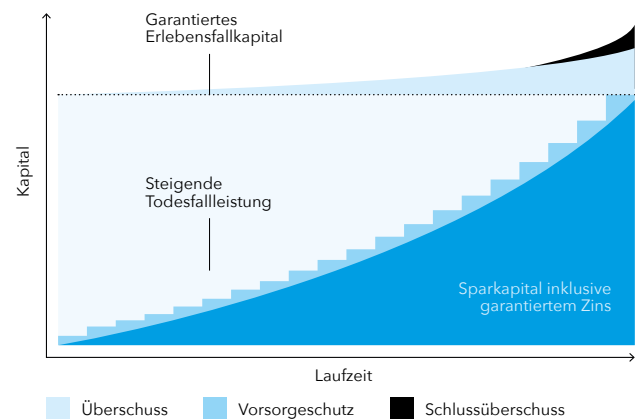 Garantiertes
Erlebensfallkapital
Kapital
Steigende
Todesfallleistung
Sparkapital inklusive
garantiertem Zins
Laufzeit
Überschuss
Vorsorgeschutz
Schlussüberschuss